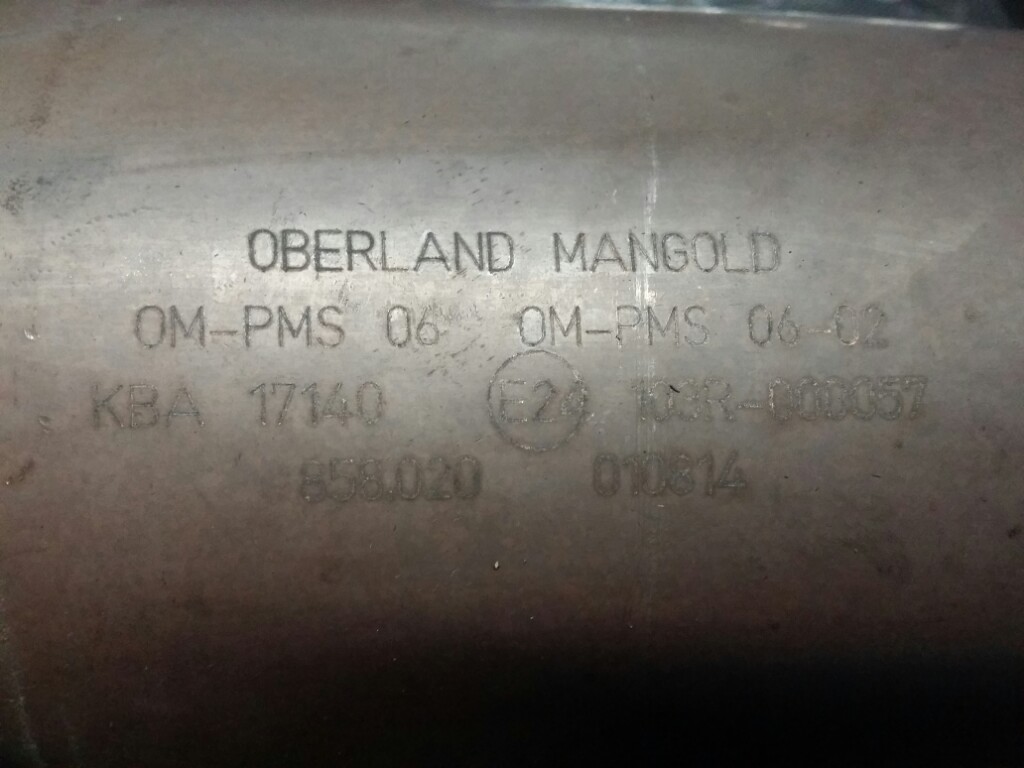 OBERLAND MANGOLD
OM-PMS 06 OM-PMS 06-02
KBA 17140 E24 103R-000057
858.020 010814